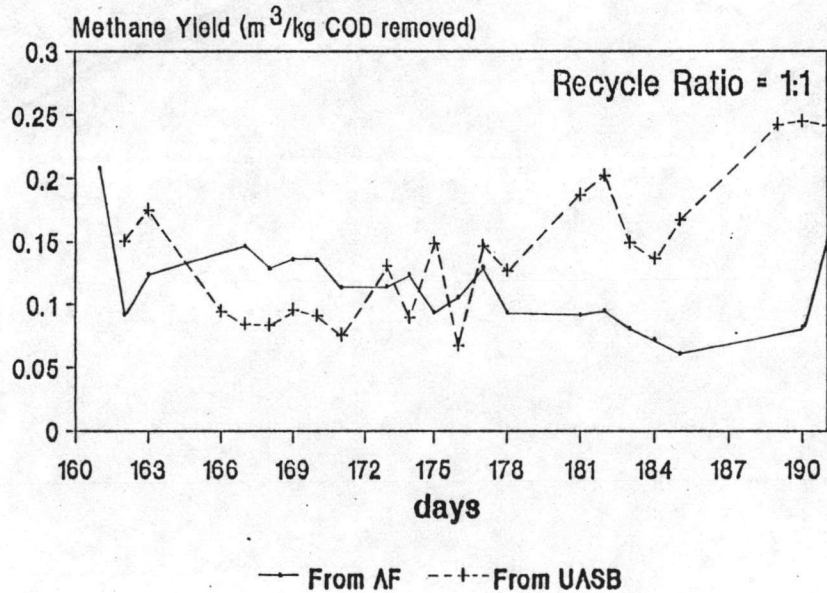 Methane Yield (m³/kg COD removed)
0.3
Recycle Ratio = 1:1
0.25
0.2
0.15
0.1
0.05
0
160 163 166 169 172 175 178 181 184 187 190
days
From AF From UASB